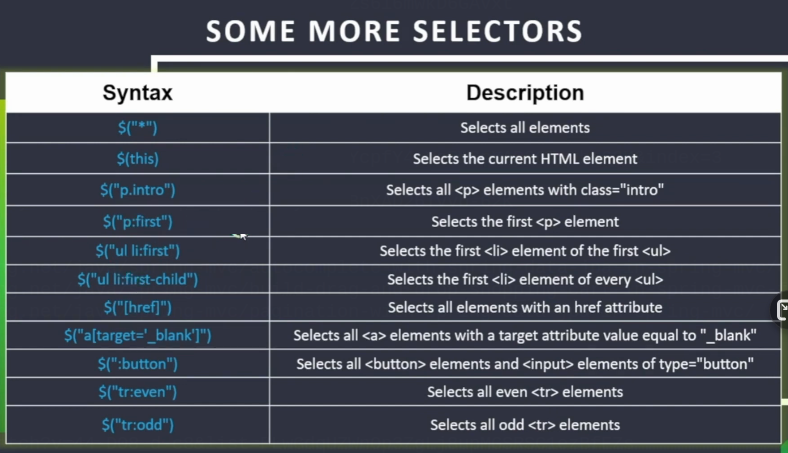 SOME MORE SELECTORS
Syntax Description
$("*") Selects all elements
$(this) Selects the current HTML element
$("p.intro") Selects all <p> elements with class="intro"
$("p:first") Selects the first <p> element
$("ul li:first") Selects the first <li> element of the first <ul>
$("ul li:first-child") Selects the first <li> element of every <ul>
$("[href]") Selects all elements with an href attribute
$("a[target='_blank']") Selects all <a> elements with a target attribute value equal to "_blank"
$(":button") Selects all <button> elements and <input> elements of type="button"
$("tr:even") Selects all even <tr> elements
$("tr:odd") Selects all odd <tr> elements